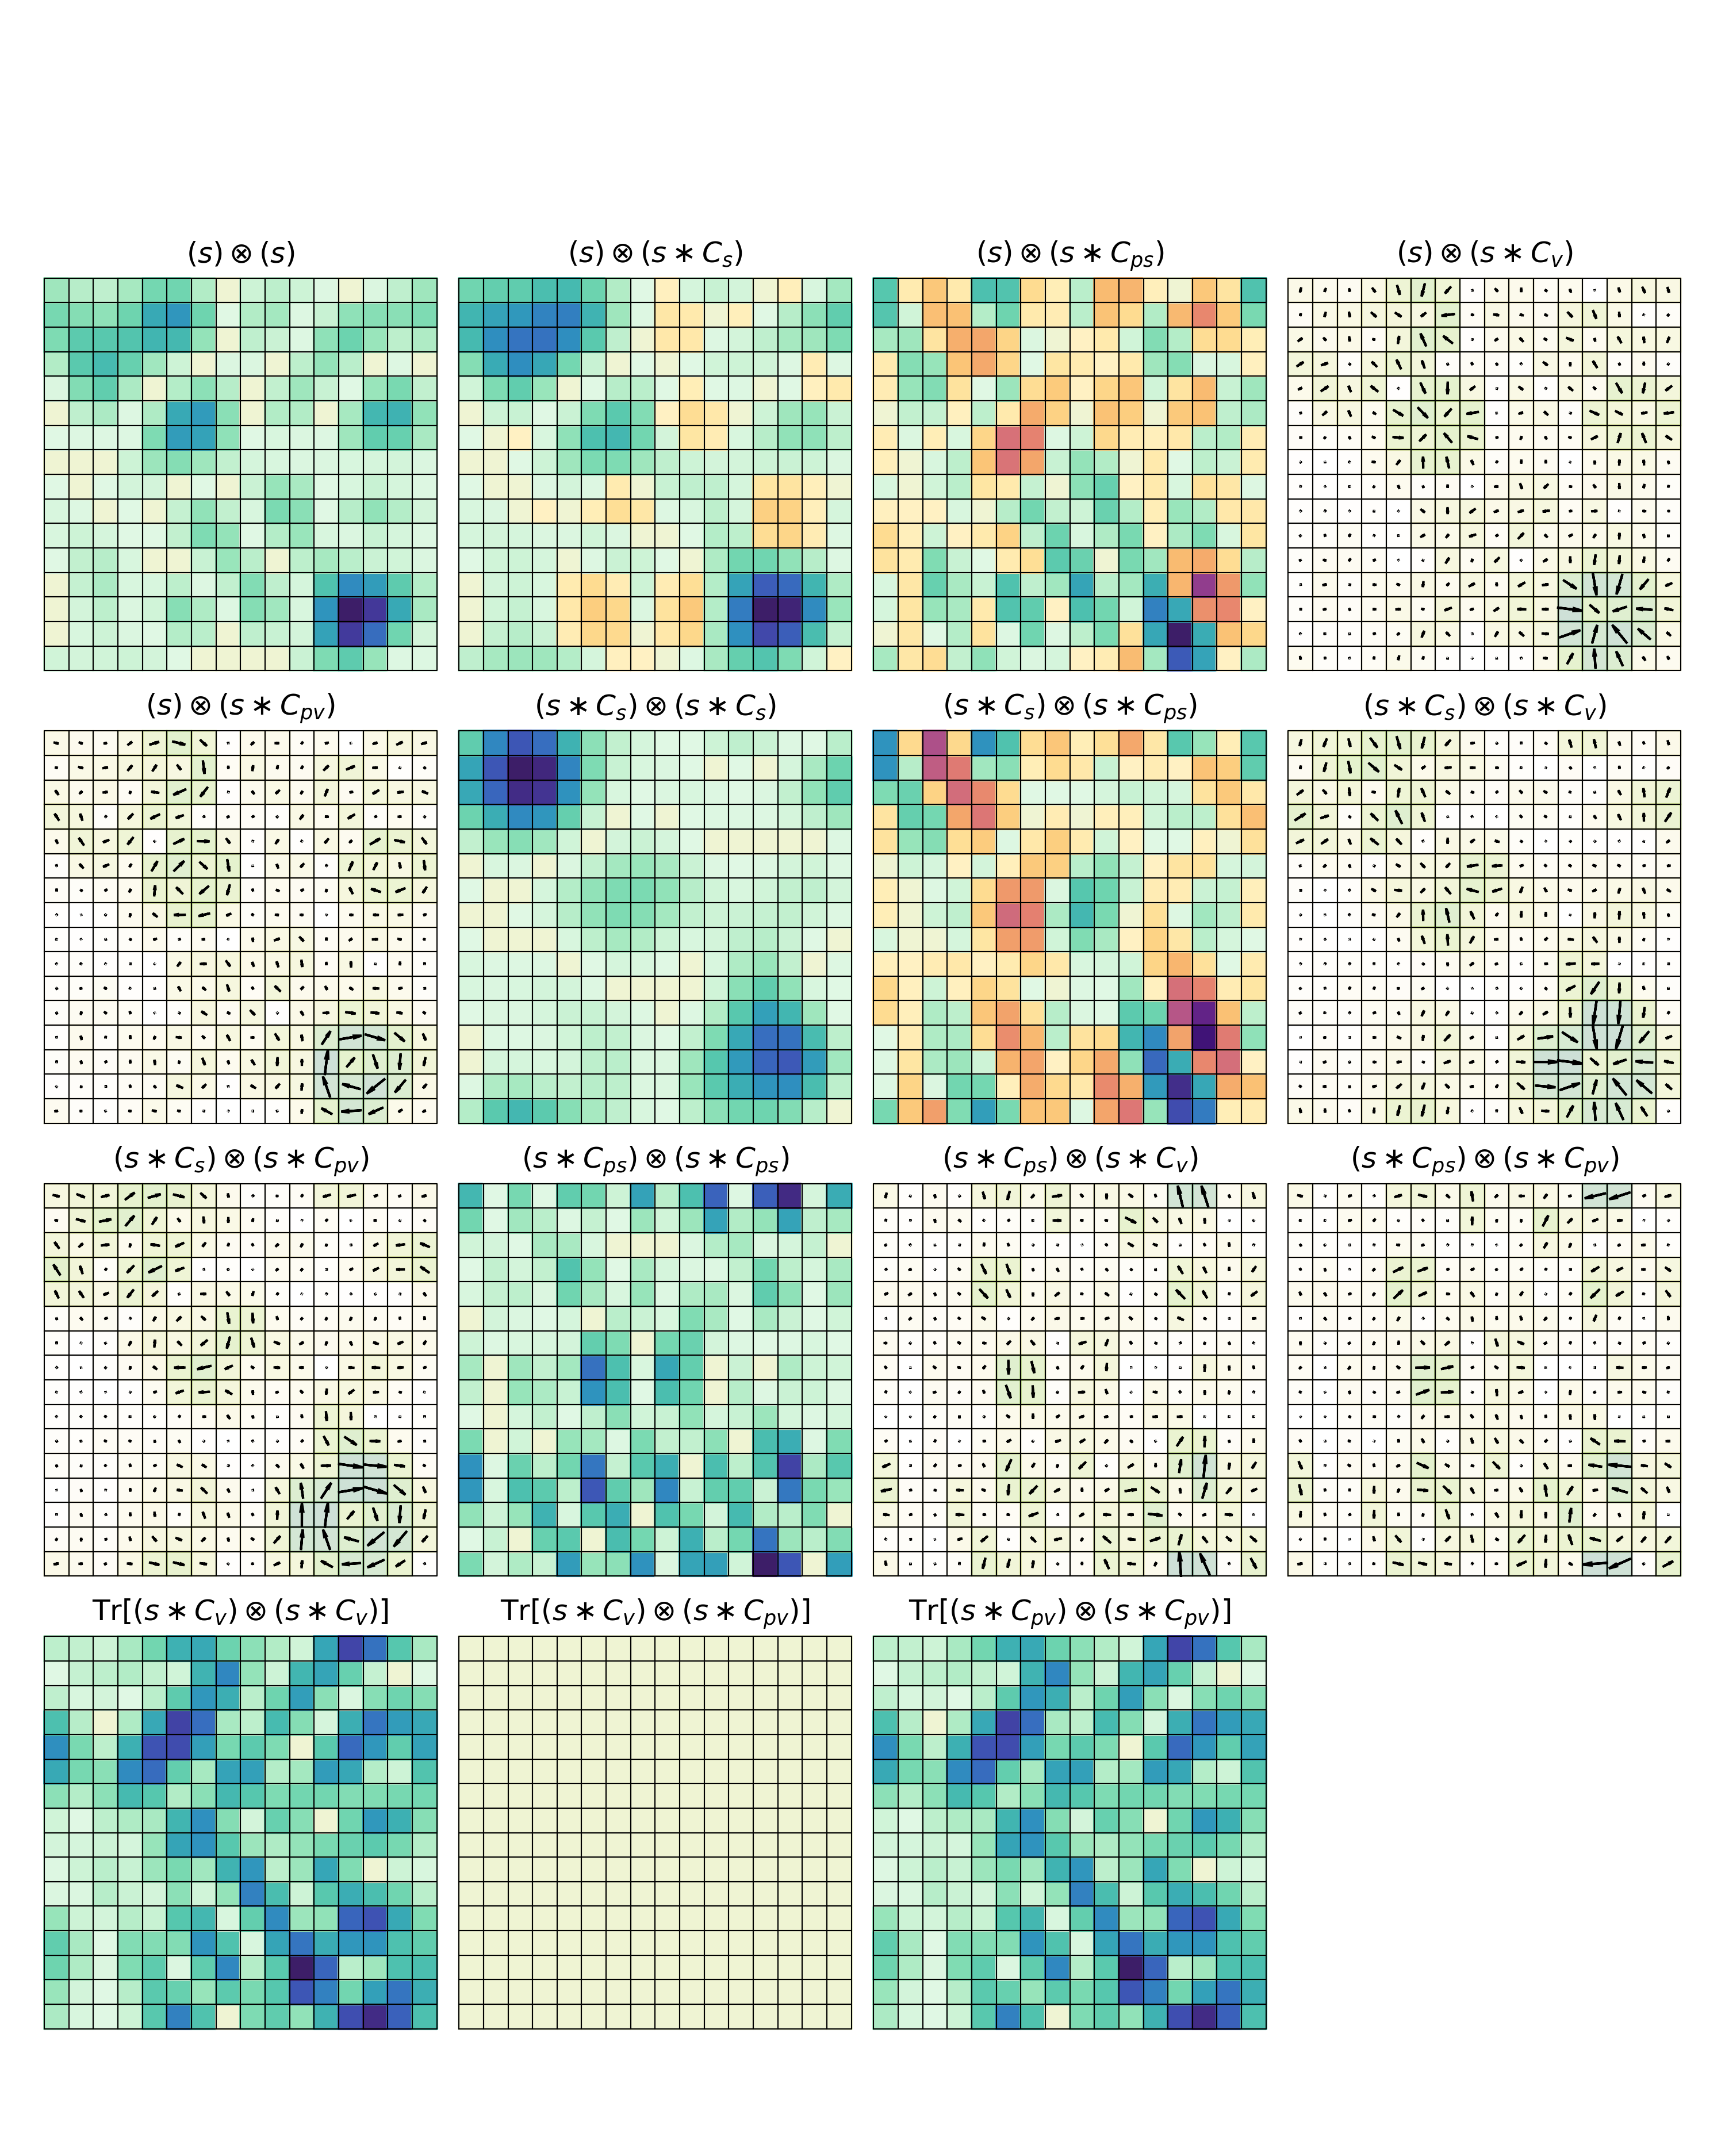 (s) ⊗ (s)
(s) ⊗ (s ∗ C_s)
(s) ⊗ (s ∗ C_ps)
(s) ⊗ (s ∗ C_v)
(s) ⊗ (s ∗ C_pv)
(s ∗ C_s) ⊗ (s ∗ C_s)
(s ∗ C_s) ⊗ (s ∗ C_ps)
(s ∗ C_s) ⊗ (s ∗ C_v)
(s ∗ C_s) ⊗ (s ∗ C_pv)
(s ∗ C_ps) ⊗ (s ∗ C_ps)
(s ∗ C_ps) ⊗ (s ∗ C_v)
(s ∗ C_ps) ⊗ (s ∗ C_pv)
Tr[(s ∗ C_v) ⊗ (s ∗ C_v)]
Tr[(s ∗ C_v) ⊗ (s ∗ C_pv)]
Tr[(s ∗ C_pv) ⊗ (s ∗ C_pv)]